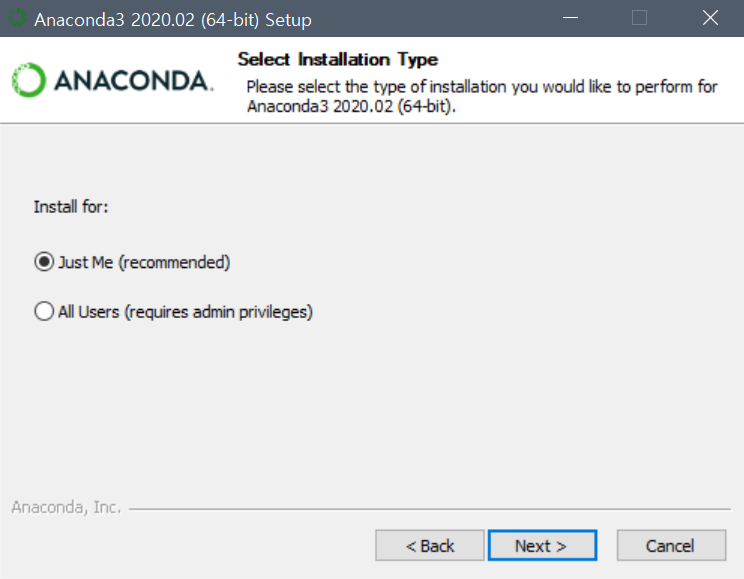 Anaconda3 2020.02 (64-bit) Setup
ANACONDA.
Select Installation Type
Please select the type of installation you would like to perform for
Anaconda3 2020.02 (64-bit).
Install for:
Just Me (recommended)
All Users (requires admin privileges)
Anaconda, Inc.
< Back
Next >
Cancel